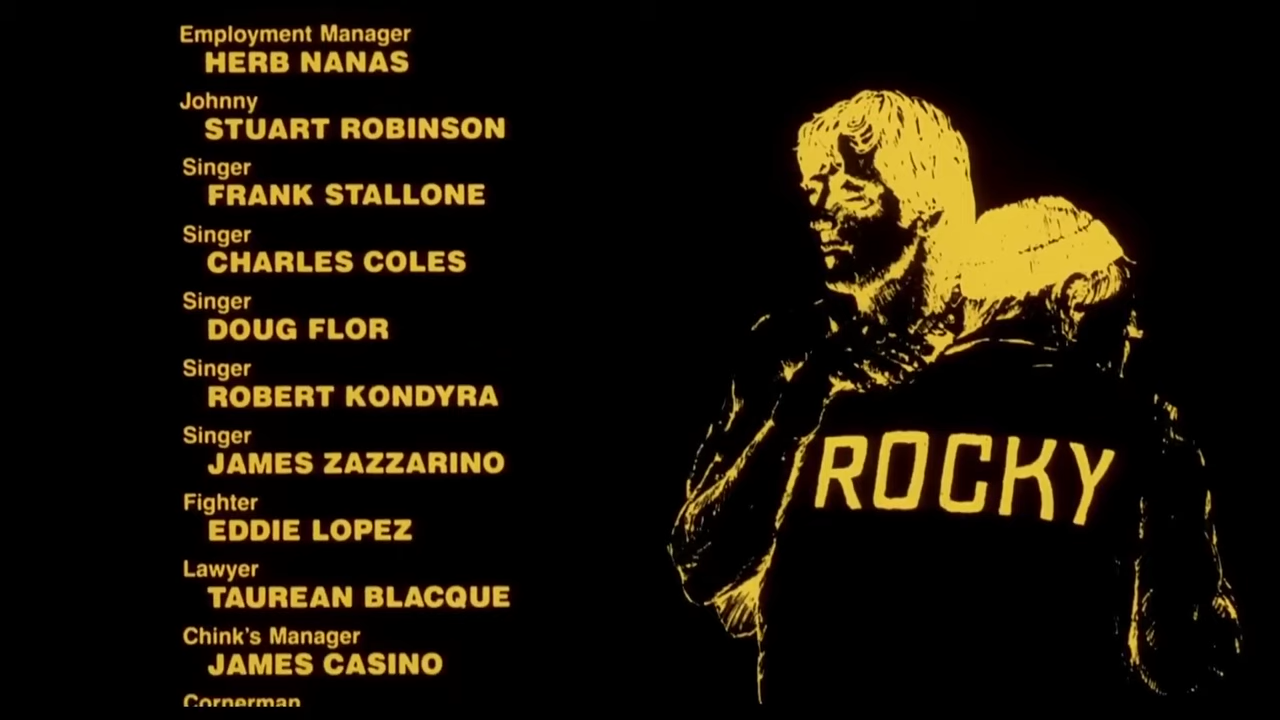 Employment Manager
HERB NANAS
Johnny
STUART ROBINSON
Singer
FRANK STALLONE
Singer
CHARLES COLES
Singer
DOUG FLOR
Singer
ROBERT KONDYRA
Singer
JAMES ZAZZARINO
Fighter
EDDIE LOPEZ
Lawyer
TAUREAN BLACQUE
Chink's Manager
JAMES CASINO
Cornerman
ROCKY